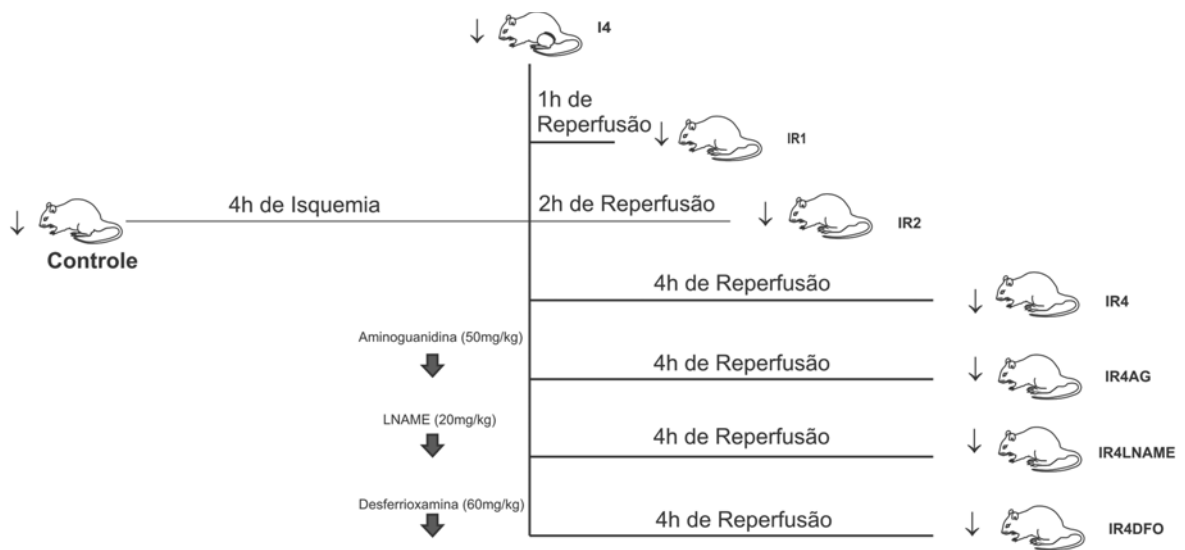 I4
1h de
Reperfusão
IR1
4h de Isquemia
2h de Reperfusão
IR2
Controle
4h de Reperfusão
IR4
Aminoguanidina (50mg/kg)
4h de Reperfusão
IR4AG
LNAME (20mg/kg)
4h de Reperfusão
IR4LNAME
Desferrioxamina (60mg/kg)
4h de Reperfusão
IR4DFO